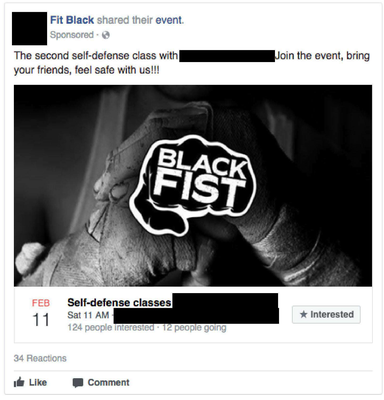 Fit Black shared their event.
Sponsored ·
The second self-defense class with Join the event, bring
your friends, feel safe with us!!!
BLACK
FIST
FEB
11
Self-defense classes
Sat 11 AM ·
124 people interested · 12 people going
★ Interested
34 Reactions
Like Comment